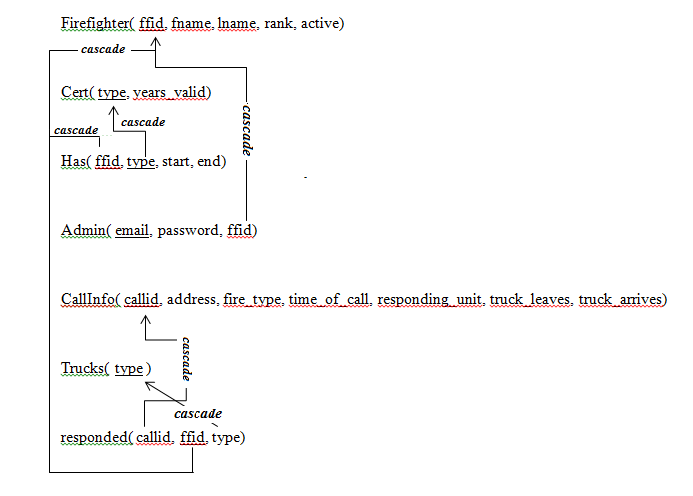 Firefighter( ffid, fname, lname, rank, active)
cascade
Cert( type, years_valid)
cascade
cascade
cascade
Has( ffid, type, start, end)
Admin( email, password, ffid)
CallInfo( callid, address, fire_type, time_of_call, responding_unit, truck_leaves, truck_arrives)
cascade
Trucks( type )
cascade
responded( callid, ffid, type)